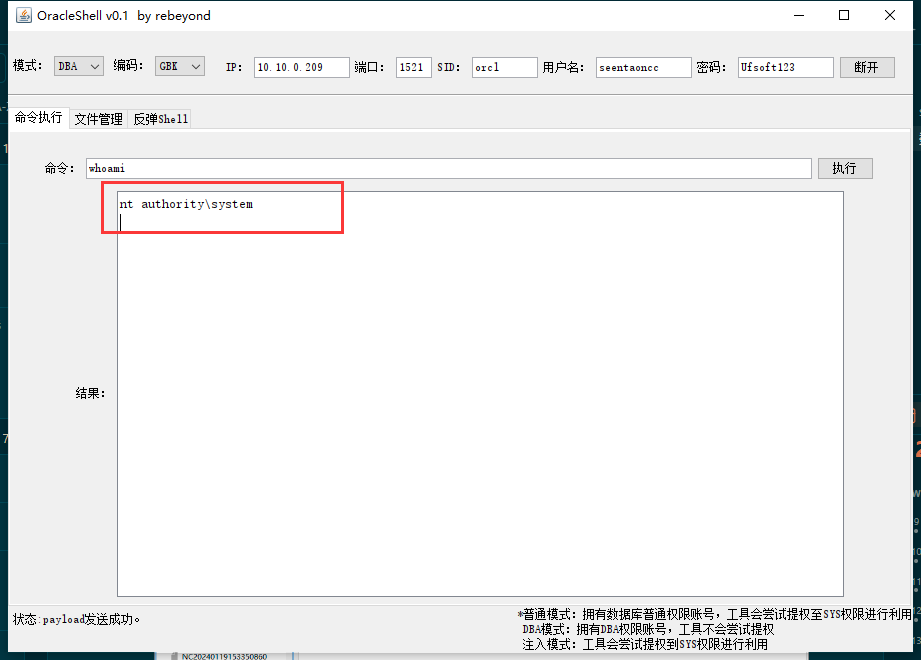 OracleShell v0.1 by rebeyond
模式: DBA 编码: GBK IP: 10.10.0.209 端口: 1521 SID: orcl 用户名: seentaoncc 密码: Ufsoft123 断开
命令执行 文件管理 反弹Shell
命令: whoami 执行
nt authority\system
结果:
状态:payload发送成功。
*普通模式: 拥有数据库普通权限账号, 工具会尝试提权至SYS权限进行利用
DBA模式: 拥有DBA权限账号, 工具不会尝试提权
注入模式: 工具会尝试提权到SYS权限进行利用
NC20240119153350860